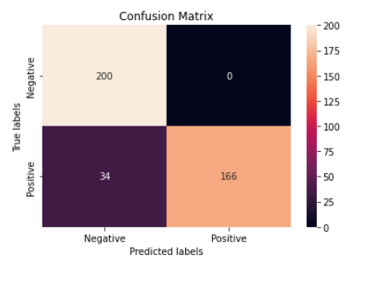 Confusion Matrix
True labels
Negative
200
0
Positive
34
166
Negative
Positive
Predicted labels
200
175
150
125
100
75
50
25
0